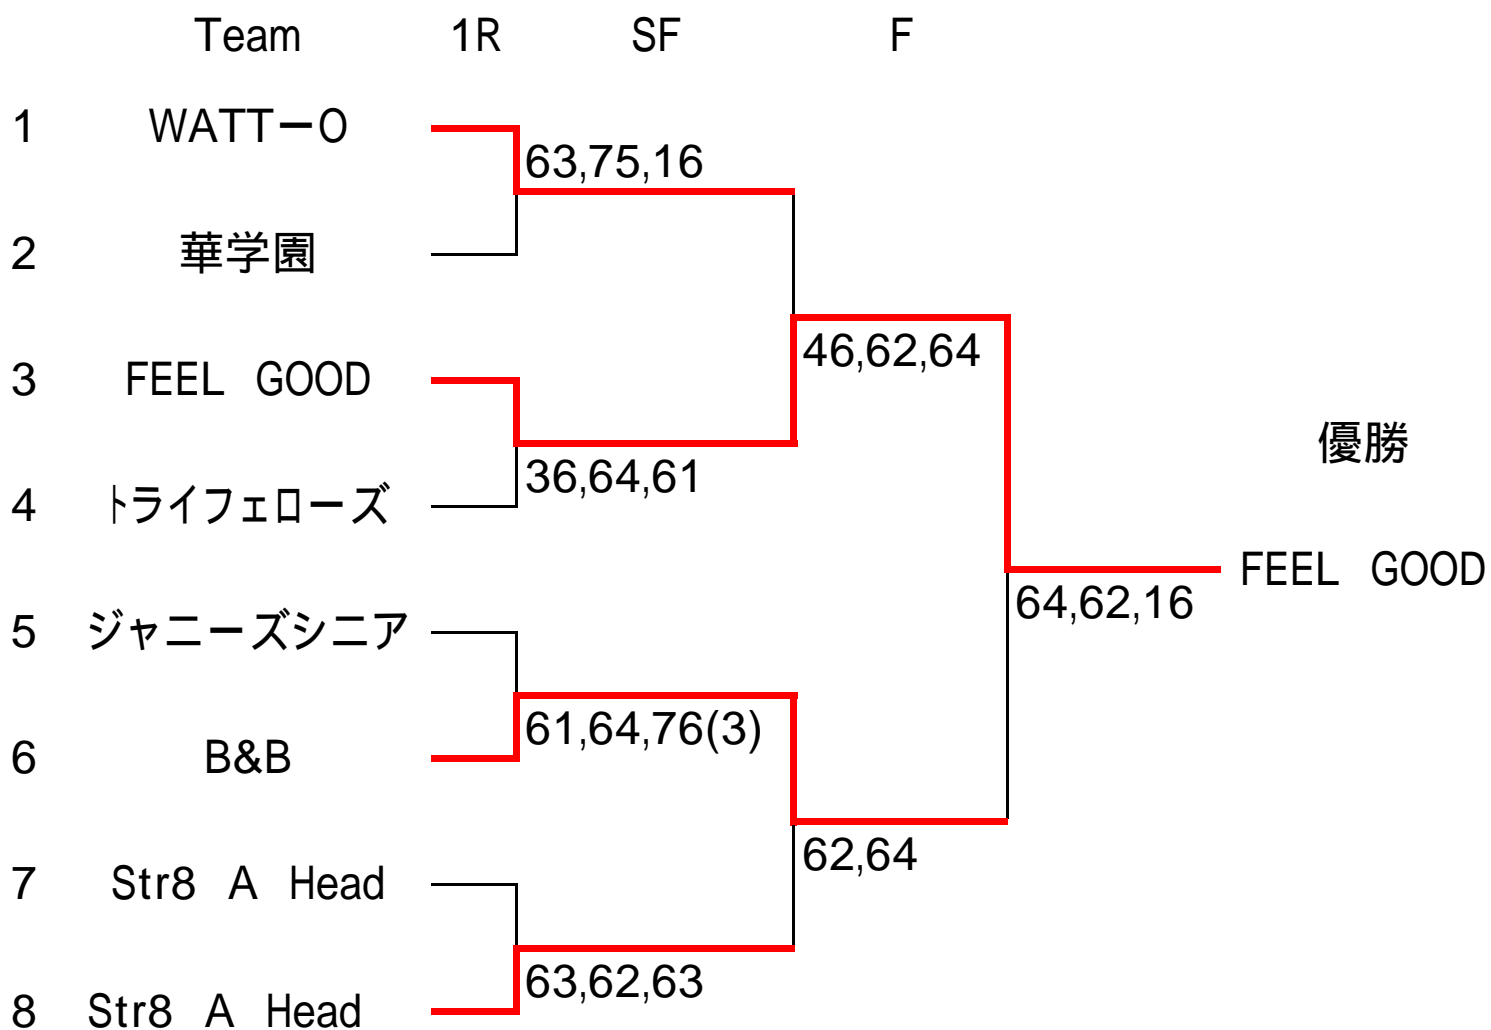 Team 1R SF F
1 WATTーO
63,75,16
2 華学園
46,62,64
3 FEEL GOOD
優勝
36,64,61
4 トライフェローズ
FEEL GOOD
64,62,16
5 ジャニーズシニア
61,64,76(3)
6 B&B
62,64
7 Str8 A Head
63,62,63
8 Str8 A Head